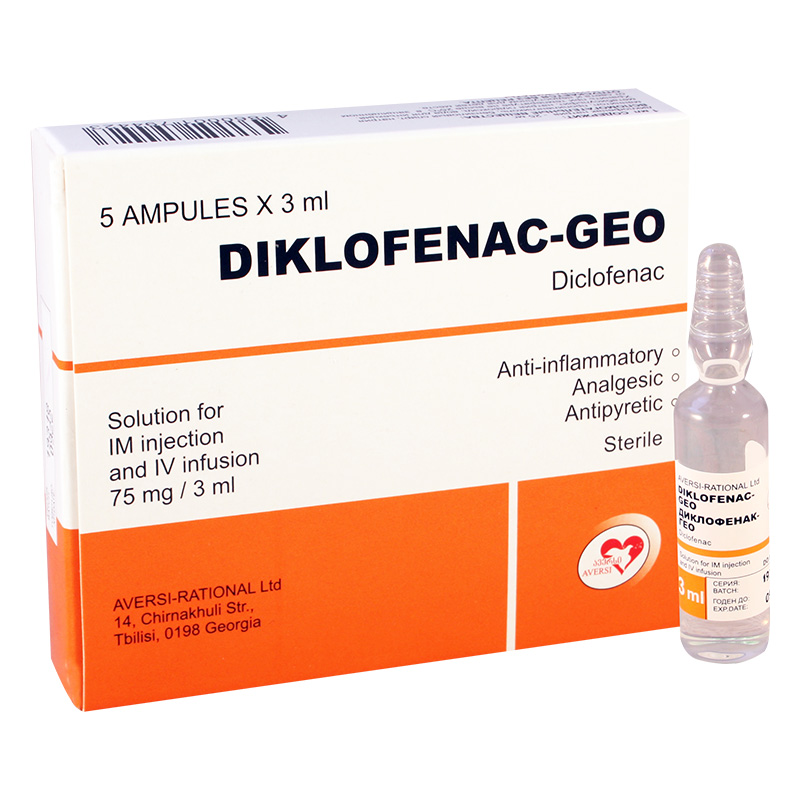 5 AMPULES X 3 ml
DIKLOFENAC-GEO
Diclofenac
Anti-inflammatory
Analgesic
Antipyretic
Sterile
Solution for
IM injection
and IV infusion
75 mg / 3 ml
AVERSI-RATIONAL Ltd
14, Chirnakhuli Str.,
Tbilisi, 0198 Georgia
ავერსი
AVERSI
AVERSI-RATIONAL Ltd
DIKLOFENAC-
GEO
ДИКЛОФЕНАК-
ГЕО
Diclofenac
Solution for IM injection
and IV infusion
3 ml
СЕРИЯ:
BATCH:
ГОДЕН ДО:
EXP.DATE: